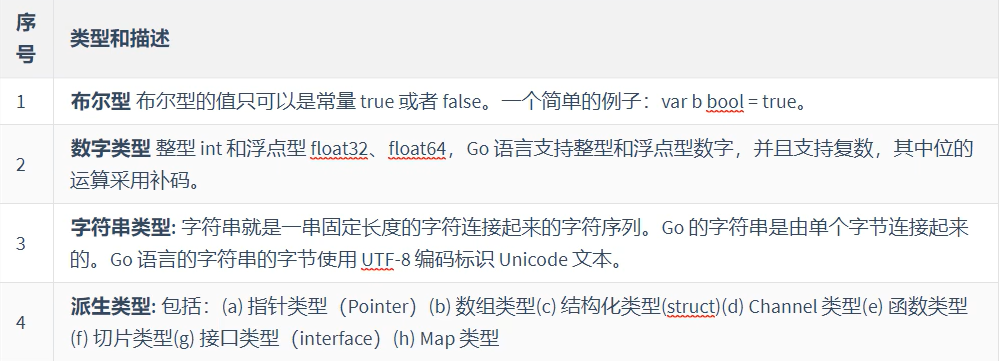 序
号
类型和描述
1
布尔型 布尔型的值只可以是常量 true 或者 false。一个简单的例子：var b bool = true。
2
数字类型 整型 int 和浮点型 float32、float64，Go 语言支持整型和浮点型数字，并且支持复数，其中位的
运算采用补码。
3
字符串类型: 字符串就是一串固定长度的字符连接起来的字符序列。Go 的字符串是由单个字节连接起来
的。Go 语言的字符串的字节使用 UTF-8 编码标识 Unicode 文本。
4
派生类型: 包括：(a) 指针类型（Pointer）(b) 数组类型(c) 结构化类型(struct)(d) Channel 类型(e) 函数类型
(f) 切片类型(g) 接口类型（interface）(h) Map 类型